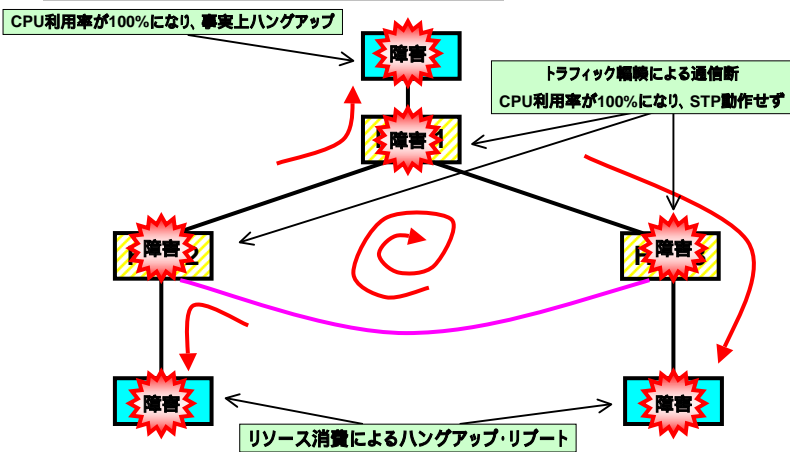 CPU利用率が100%になり、事実上ハングアップ
障害
トラフィック輻輳による通信断
CPU利用率が100%になり、STP動作せず
障害
1
障害
2
障害
障害
障害
リソース消費によるハングアップ・リブート